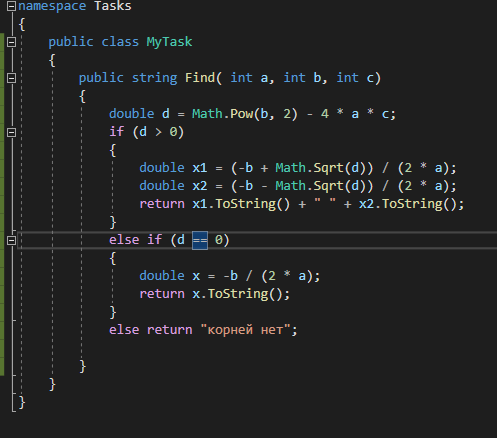 namespace Tasks
{
public class MyTask
{
public string Find( int a, int b, int c)
{
double d = Math.Pow(b, 2) - 4 * a * c;
if (d > 0)
{
double x1 = (-b + Math.Sqrt(d)) / (2 * a);
double x2 = (-b - Math.Sqrt(d)) / (2 * a);
return x1.ToString() + " " + x2.ToString();
}
else if (d == 0)
{
double x = -b / (2 * a);
return x.ToString();
}
else return "корней нет";
}
}
}